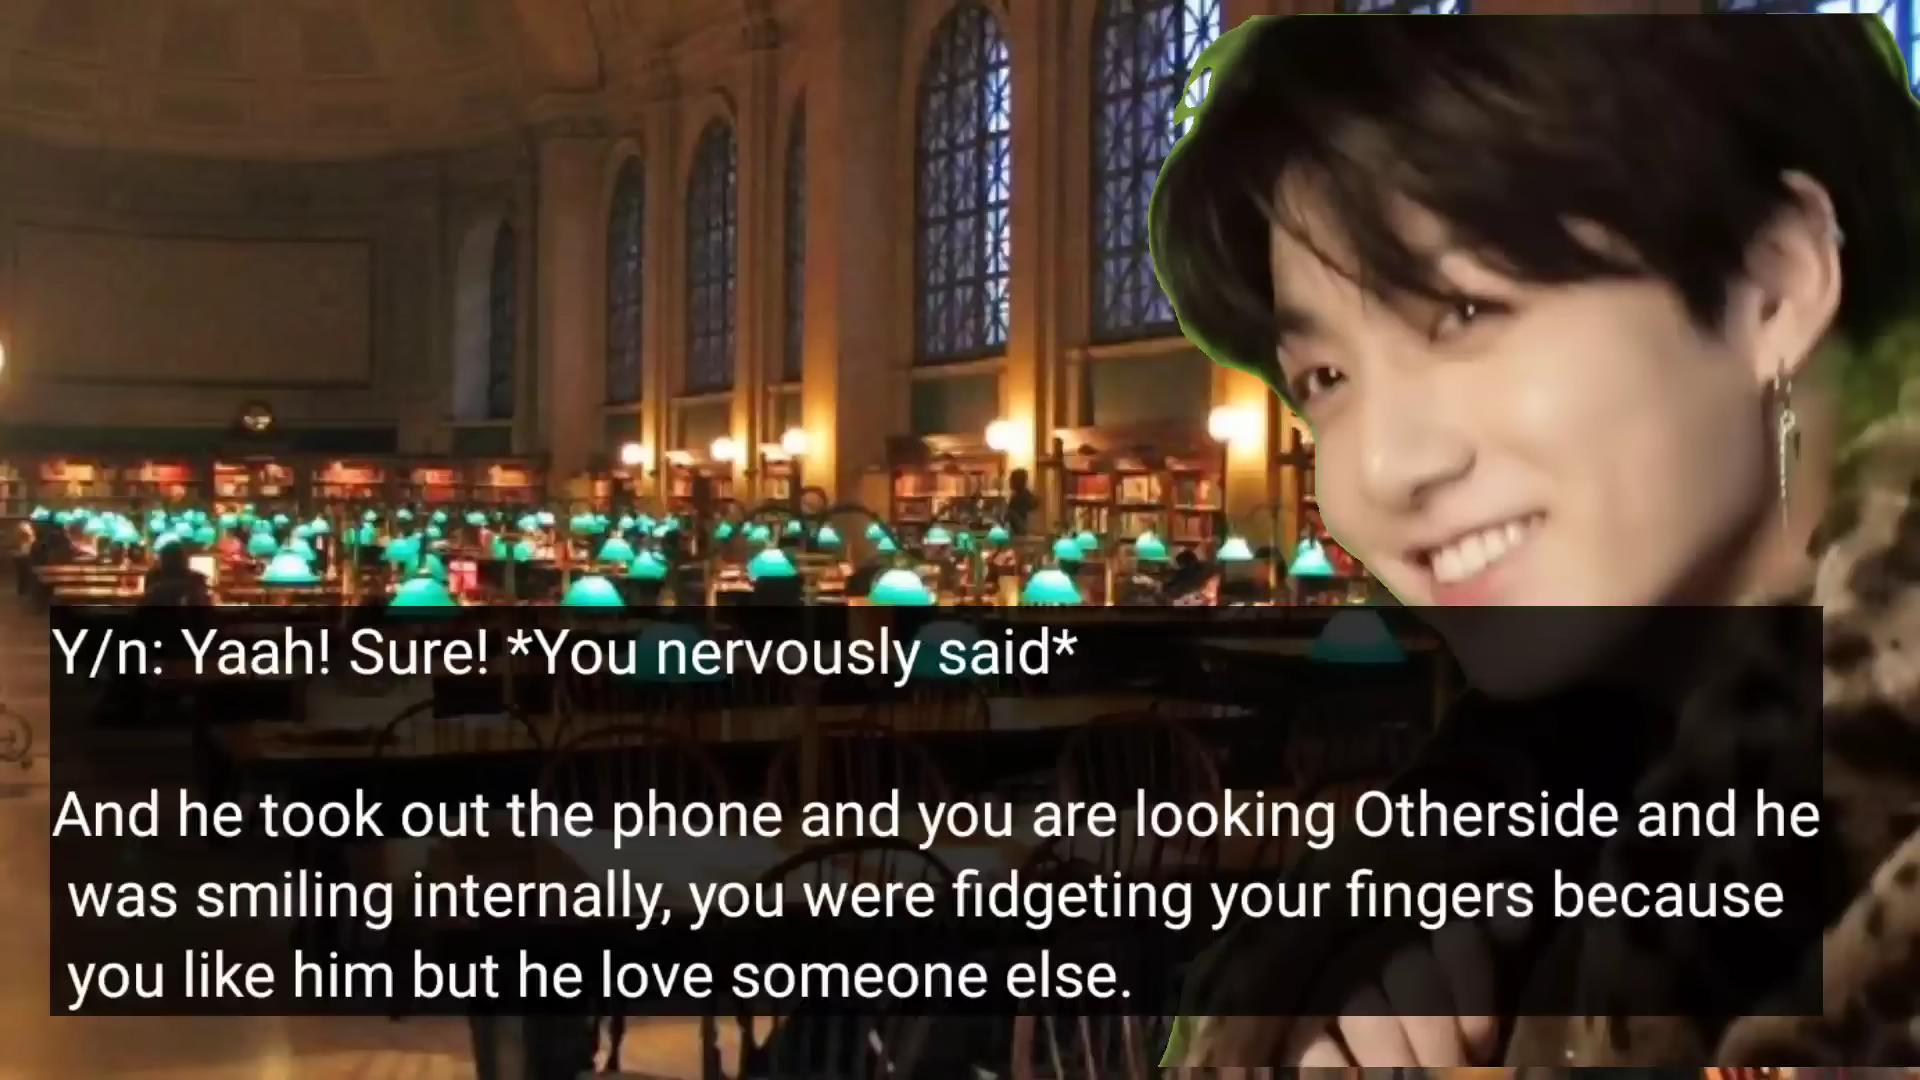 Y/n: Yaah! Sure! *You nervously said*
And he took out the phone and you are looking Otherside and he
was smiling internally, you were fidgeting your fingers because
you like him but he love someone else.